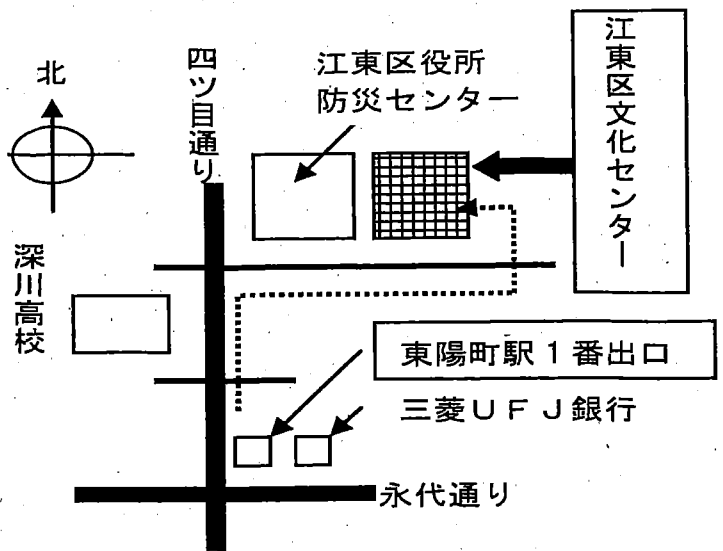 北
四ツ目通り
江東区役所
防災センター
江東区文化センター
深川高校
東陽町駅1番出口
三菱UFJ銀行
永代通り